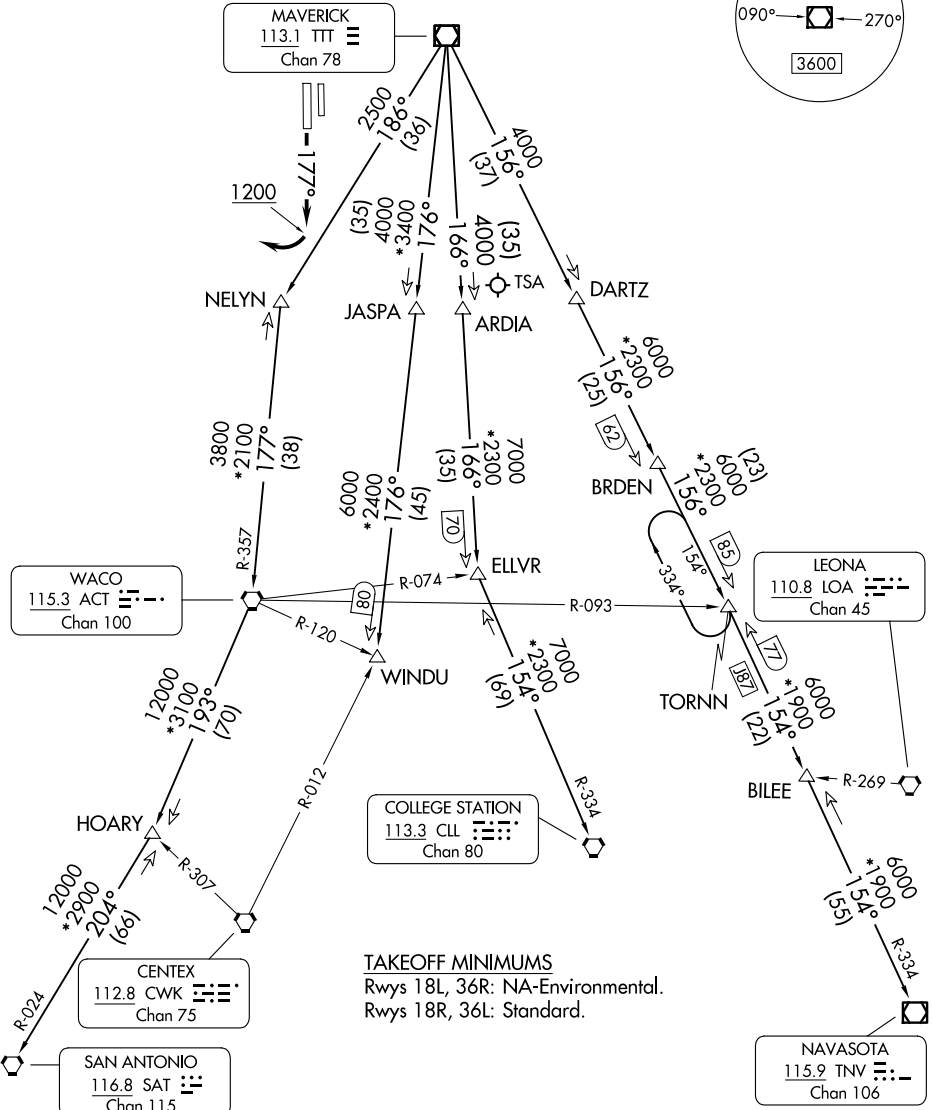 MAVERICK
113.1 TTT
Chan 78
090°
270°
3600
177°
1200
2500
186°
(36)
(35)
4000
*3400
176°
(35)
4000
166°
4000
156°
(37)
TSA
NELYN
JASPA
ARDIA
DARTZ
6000
*2300
156°
(25)
62
BRDEN
(23)
6000
*2300
156°
85
154°
334°
3800
*2100
177°
(38)
R-357
6000
*2400
176°
(45)
80
7000
*2300
166°
(35)
70
ELLVR
WACO
115.3 ACT
Chan 100
R-074
R-093
R-120
WINDU
LEONA
110.8 LOA
Chan 45
TORNN
J87
77
6000
*1900
154°
(22)
BILEE
R-269
12000
*3100
193°
(70)
7000
*2300
154°
(69)
R-334
R-012
HOARY
R-307
COLLEGE STATION
113.3 CLL
Chan 80
12000
*2900
204°
(66)
R-024
6000
*1900
154°
(55)
R-334
CENTEX
112.8 CWK
Chan 75
TAKEOFF MINIMUMS
Rwys 18L, 36R: NA-Environmental.
Rwys 18R, 36L: Standard.
SAN ANTONIO
116.8 SAT
Chan 115
NAVASOTA
115.9 TNV
Chan 106